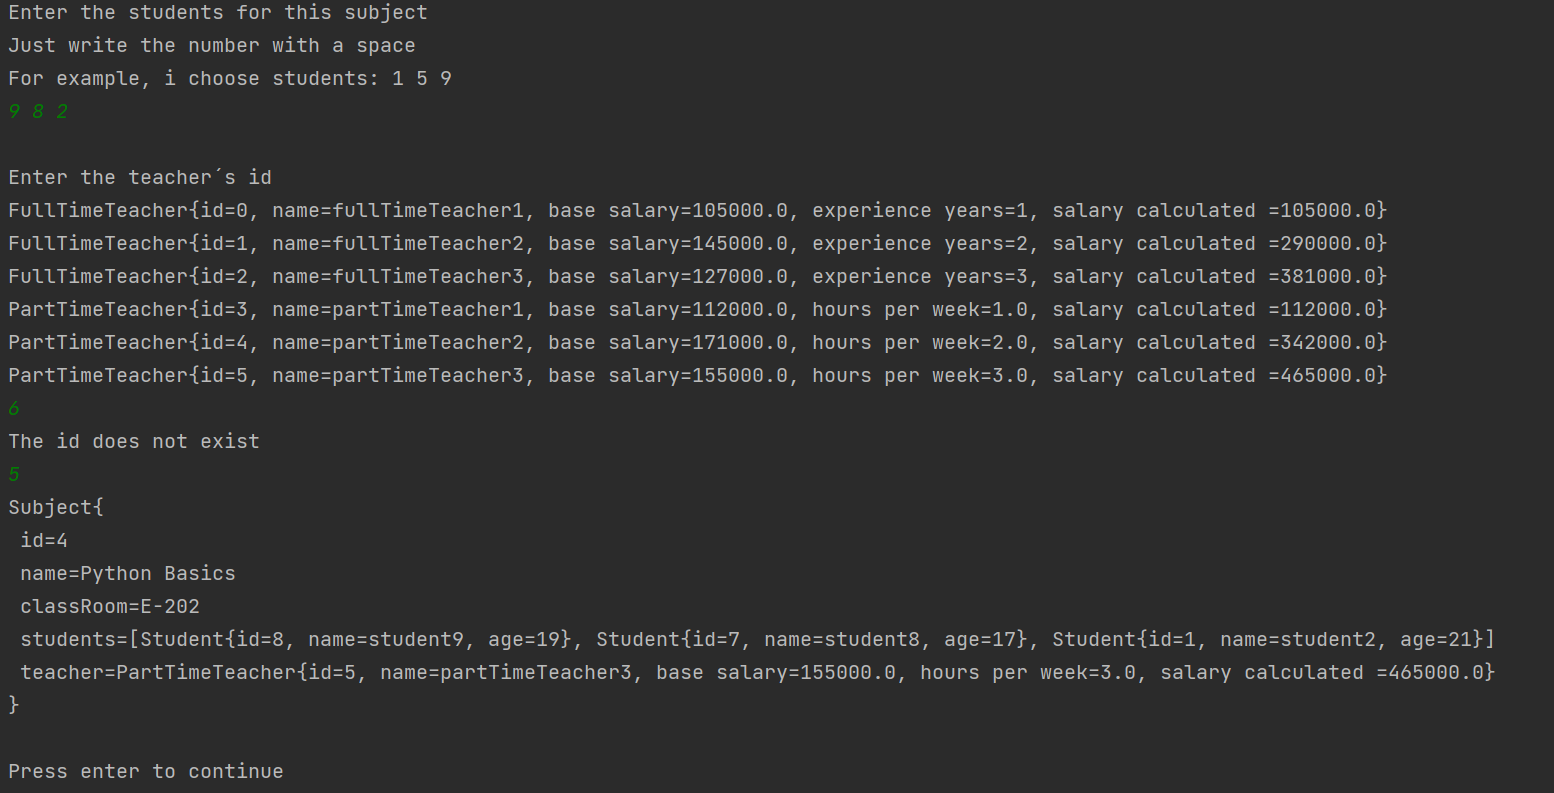 Enter the students for this subject
Just write the number with a space
For example, i choose students: 1 5 9
9 8 2
Enter the teacher´s id
FullTimeTeacher{id=0, name=fullTimeTeacher1, base salary=105000.0, experience years=1, salary calculated =105000.0}
FullTimeTeacher{id=1, name=fullTimeTeacher2, base salary=145000.0, experience years=2, salary calculated =290000.0}
FullTimeTeacher{id=2, name=fullTimeTeacher3, base salary=127000.0, experience years=3, salary calculated =381000.0}
PartTimeTeacher{id=3, name=partTimeTeacher1, base salary=112000.0, hours per week=1.0, salary calculated =112000.0}
PartTimeTeacher{id=4, name=partTimeTeacher2, base salary=171000.0, hours per week=2.0, salary calculated =342000.0}
PartTimeTeacher{id=5, name=partTimeTeacher3, base salary=155000.0, hours per week=3.0, salary calculated =465000.0}
6
The id does not exist
5
Subject{
 id=4
 name=Python Basics
 classRoom=E-202
 students=[Student{id=8, name=student9, age=19}, Student{id=7, name=student8, age=17}, Student{id=1, name=student2, age=21}]
 teacher=PartTimeTeacher{id=5, name=partTimeTeacher3, base salary=155000.0, hours per week=3.0, salary calculated =465000.0}
}
Press enter to continue